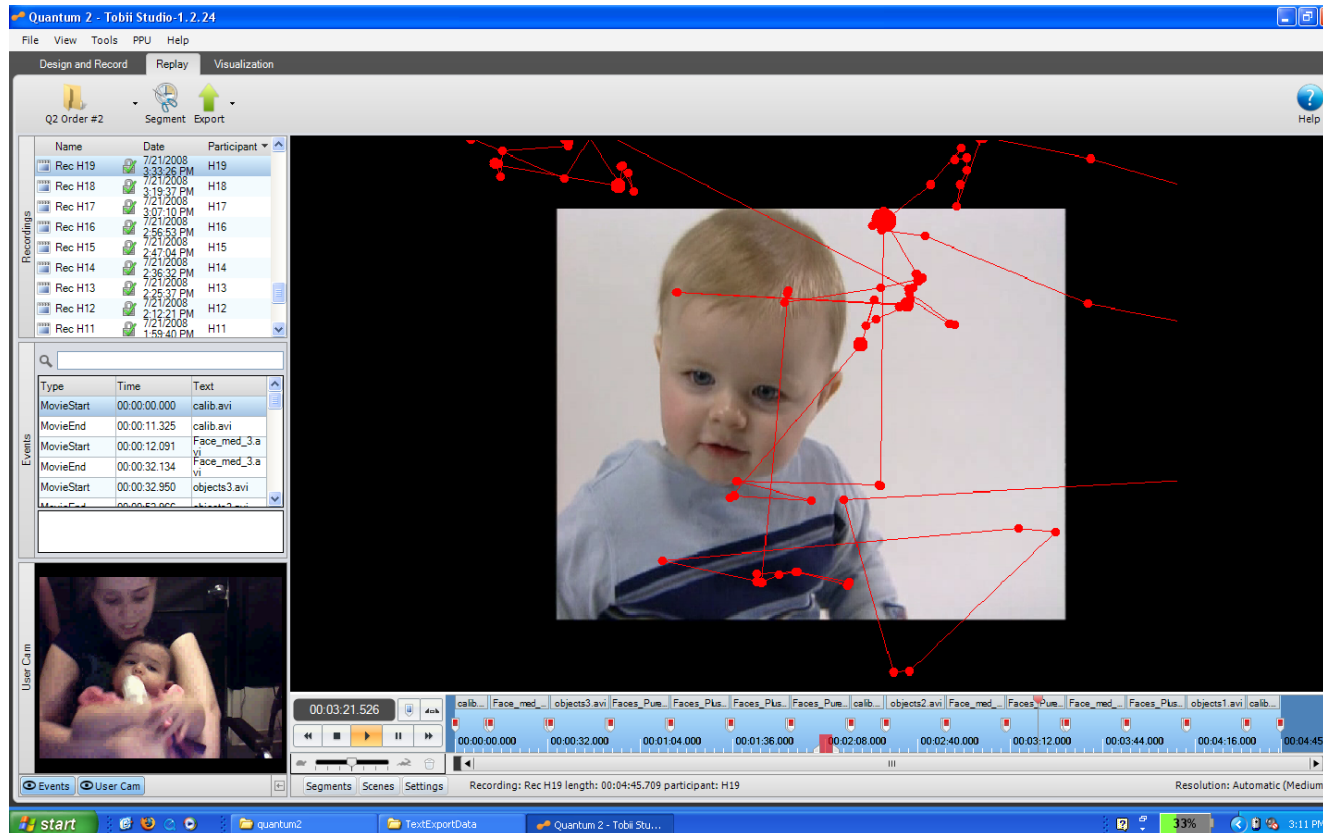 Quantum 2 - Tobii Studio-1.2.24
File View Tools PPU Help
Design and Record Replay Visualization
Q2 Order #2 Segment Export Help
Recordings
Name Date Participant
Rec H19 7/21/2008 3:33:26 PM H19
Rec H18 7/21/2008 3:19:37 PM H18
Rec H17 7/21/2008 3:07:10 PM H17
Rec H16 7/21/2008 2:56:53 PM H16
Rec H15 7/21/2008 2:47:04 PM H15
Rec H14 7/21/2008 2:36:32 PM H14
Rec H13 7/21/2008 2:25:37 PM H13
Rec H12 7/21/2008 2:12:21 PM H12
Rec H11 7/21/2008 1:59:40 PM H11
Events
Type Time Text
MovieStart 00:00:00.000 calib.avi
MovieEnd 00:00:11.325 calib.avi
MovieStart 00:00:12.091 Face_med_3.avi
MovieEnd 00:00:32.134 Face_med_3.avi
MovieStart 00:00:32.950 objects3.avi
User Cam
00:03:21.526
calib... Face_med_... objects3.avi Faces_Pure... Faces_Plus... Faces_Plus... Faces_Pure... calib... objects2.avi Face_med_... Faces_Pure... Face_med_... Faces_Plus... objects1.avi calib...
00:00:00.000 00:00:32.000 00:01:04.000 00:01:36.000 00:02:08.000 00:02:40.000 00:03:12.000 00:03:44.000 00:04:16.000 00:04:45
Events User Cam Segments Scenes Settings Recording: Rec H19 length: 00:04:45.709 participant: H19 Resolution: Automatic (Medium
start quantum2 TextExportData Quantum 2 - Tobii Stu... 33% 3:11 PM